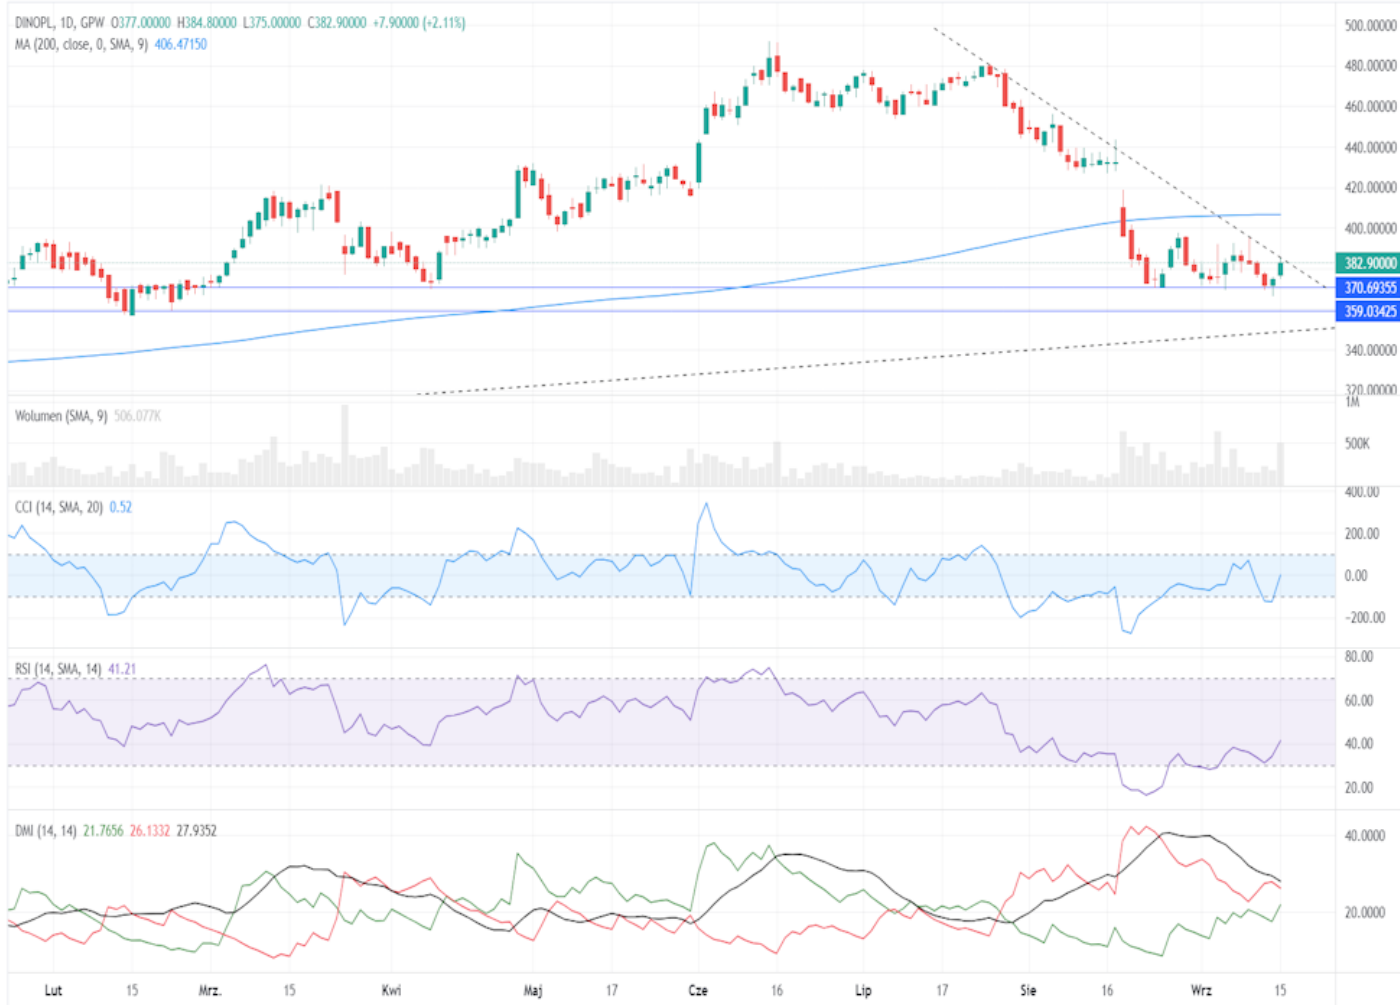 DINOPL, 1D, GPW O377.00000 H384.80000 L375.00000 C382.90000 +7.90000 (+2.11%)
MA (200, close, 0, SMA, 9) 406.47150
500.00000
480.00000
460.00000
440.00000
420.00000
400.00000
382.90000
370.69355
359.03425
340.00000
320.00000
Wolumen (SMA, 9) 506.077K
1M
500K
CCI (14, SMA, 20) 0.52
400.00
200.00
0.00
-200.00
RSI (14, SMA, 14) 41.21
80.00
60.00
40.00
20.00
DMI (14, 14) 21.7656 26.1332 27.9352
40.0000
20.0000
Lut 15 Mrz. 15 Kwi Maj 17 Cze 16 Lip 17 Sie 16 Wrz 15